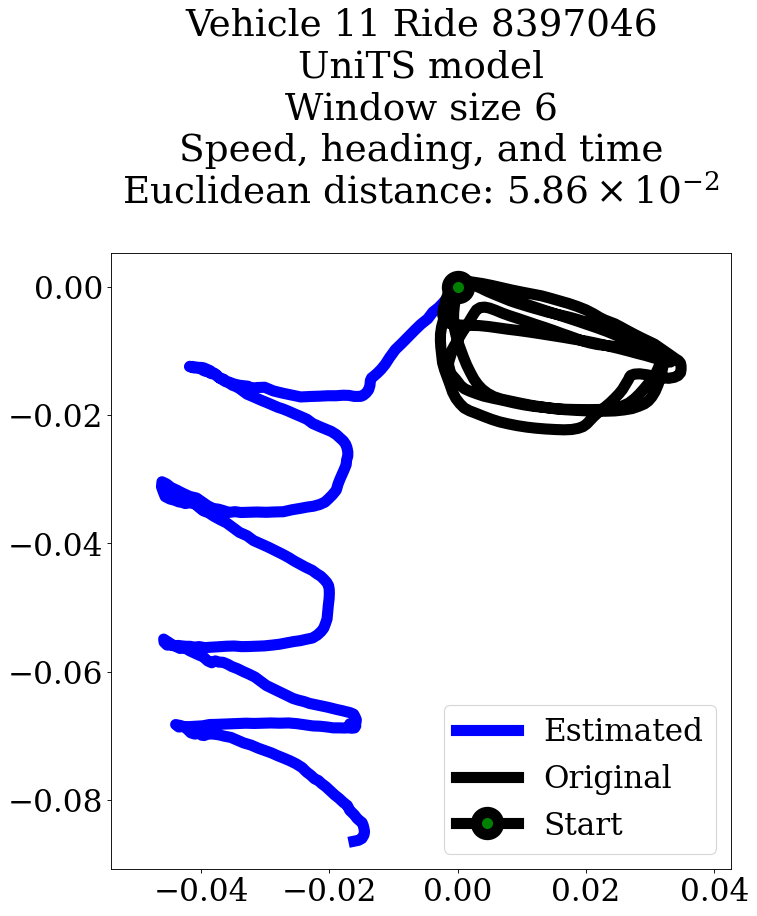 Vehicle 11 Ride 8397046
UniTS model
Window size 6
Speed, heading, and time
Euclidean distance: 5.86 × 10⁻²
0.00
−0.02
−0.04
−0.06
−0.08
−0.04 −0.02 0.00 0.02 0.04
Estimated
Original
Start